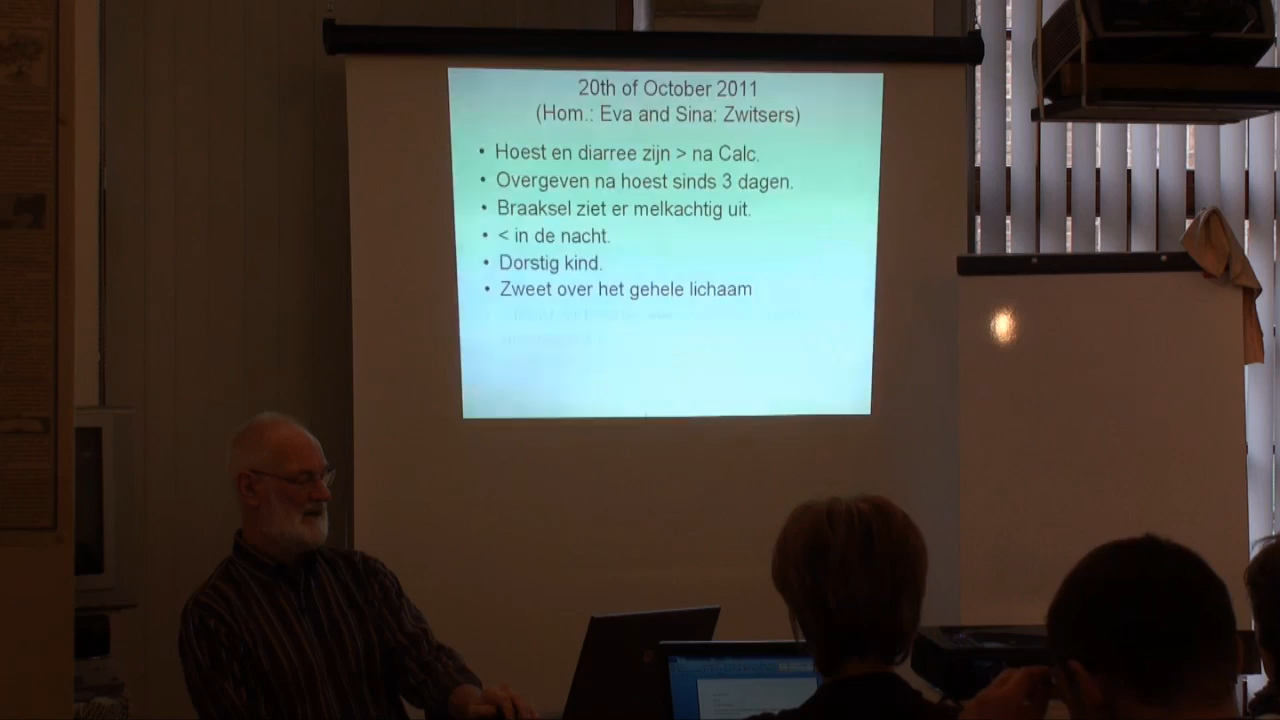 20th of October 2011
(Hom.: Eva and Sina: Zwitsers)
• Hoest en diarree zijn > na Calc.
• Overgeven na hoest sinds 3 dagen.
• Braaksel ziet er melkachtig uit.
• < in de nacht.
• Dorstig kind.
• Zweet over het gehele lichaam